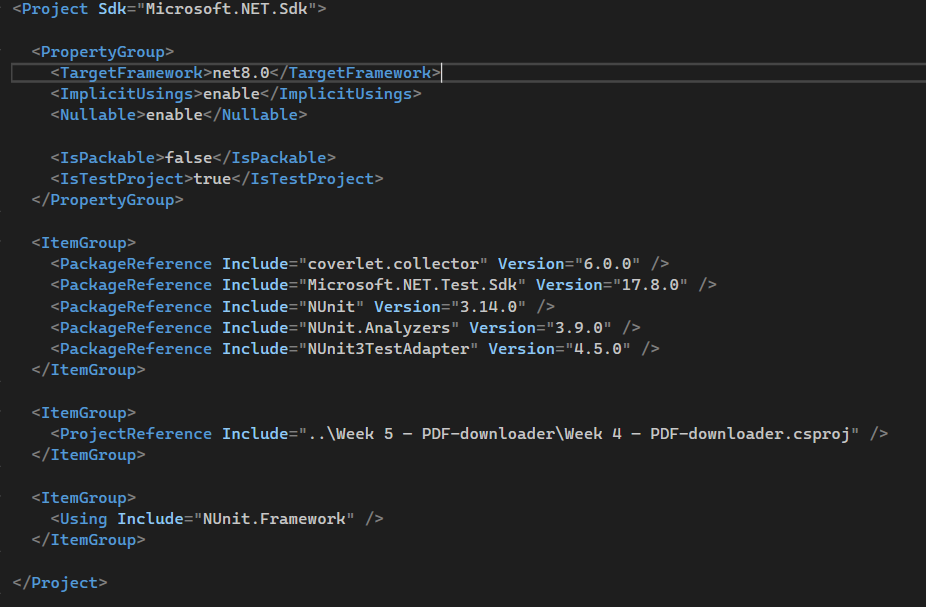 <Project Sdk="Microsoft.NET.Sdk">
<PropertyGroup>
<TargetFramework>net8.0</TargetFramework>
<ImplicitUsings>enable</ImplicitUsings>
<Nullable>enable</Nullable>
<IsPackable>false</IsPackable>
<IsTestProject>true</IsTestProject>
</PropertyGroup>
<ItemGroup>
<PackageReference Include="coverlet.collector" Version="6.0.0" />
<PackageReference Include="Microsoft.NET.Test.Sdk" Version="17.8.0" />
<PackageReference Include="NUnit" Version="3.14.0" />
<PackageReference Include="NUnit.Analyzers" Version="3.9.0" />
<PackageReference Include="NUnit3TestAdapter" Version="4.5.0" />
</ItemGroup>
<ItemGroup>
<ProjectReference Include="..\Week 5 - PDF-downloader\Week 4 - PDF-downloader.csproj" />
</ItemGroup>
<ItemGroup>
<Using Include="NUnit.Framework" />
</ItemGroup>
</Project>